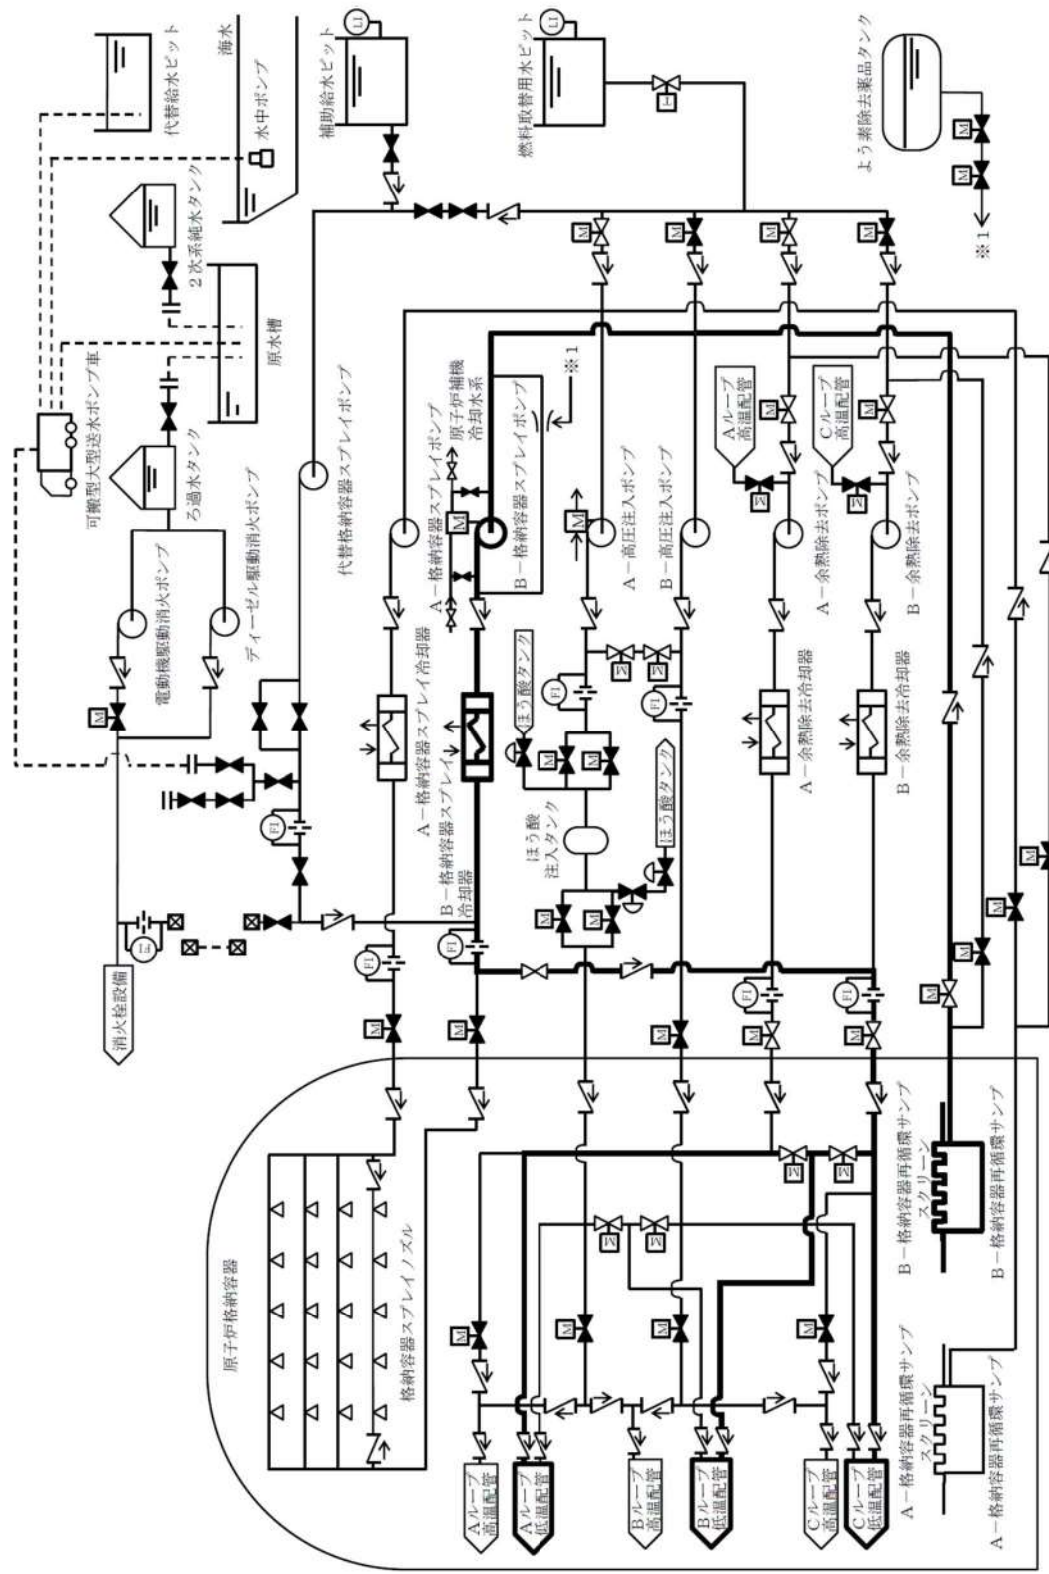 代替給水ピット
海水
水中ポンプ
2次系純水タンク
原水槽
可搬型大型送水ポンプ車
ろ過水タンク
電動機駆動消火ポンプ
ディーゼル駆動消火ポンプ
M
FI
消火栓設備
補助給水ピット
LI
燃料取替用水ピット
LI
T
よう素除去薬品タンク
M
M
※1
代替格納容器スプレイポンプ
FI
A-格納容器スプレイポンプ
原子炉補機
冷却水系
M
B-格納容器スプレイポンプ
※1
A-格納容器スプレイ冷却器
B-格納容器スプレイ
冷却器
FI
FI
M
M
A-高圧注入ポンプ
B-高圧注入ポンプ
M
M
M
M
M
FI
FI
M
M
ほう酸タンク
M
M
ほう酸
注入タンク
ほう酸タンク
M
M
M
Aループ
高温配管
M
M
Cループ
高温配管
M
M
A-余熱除去ポンプ
B-余熱除去ポンプ
A-余熱除去冷却器
B-余熱除去冷却器
FI
FI
M
M
M
M
M
M
M
原子炉格納容器
格納容器スプレイノズル
M
M
M
M
M
M
M
M
Aループ
高温配管
Aループ
低温配管
Bループ
高温配管
Bループ
低温配管
Cループ
高温配管
Cループ
低温配管
B-格納容器再循環サンプ
スクリーン
B-格納容器再循環サンプ
A-格納容器再循環サンプ
スクリーン
A-格納容器再循環サンプ